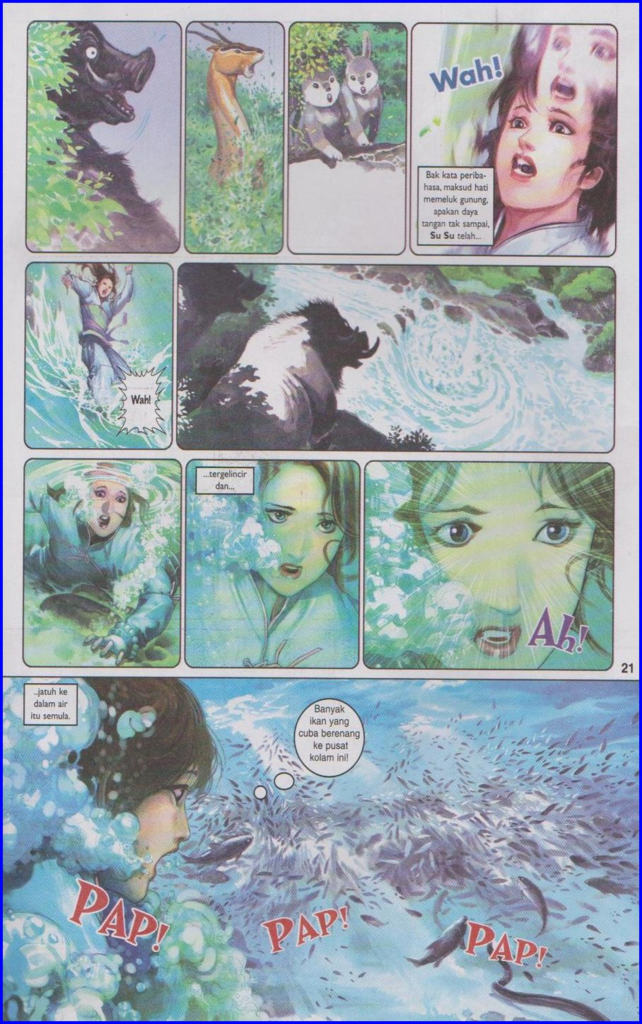 Wah!
Bak kata periba-
hasa, maksud hati
memeluk gunung,
apakan daya
tangan tak sampai,
Su Su telah...
Wah!
...tergelincir
dan...
Ah!
21
..jatuh ke
dalam air
itu semula.
Banyak
ikan yang
cuba berenang
ke pusat
kolam ini!
PAP!
PAP!
PAP!